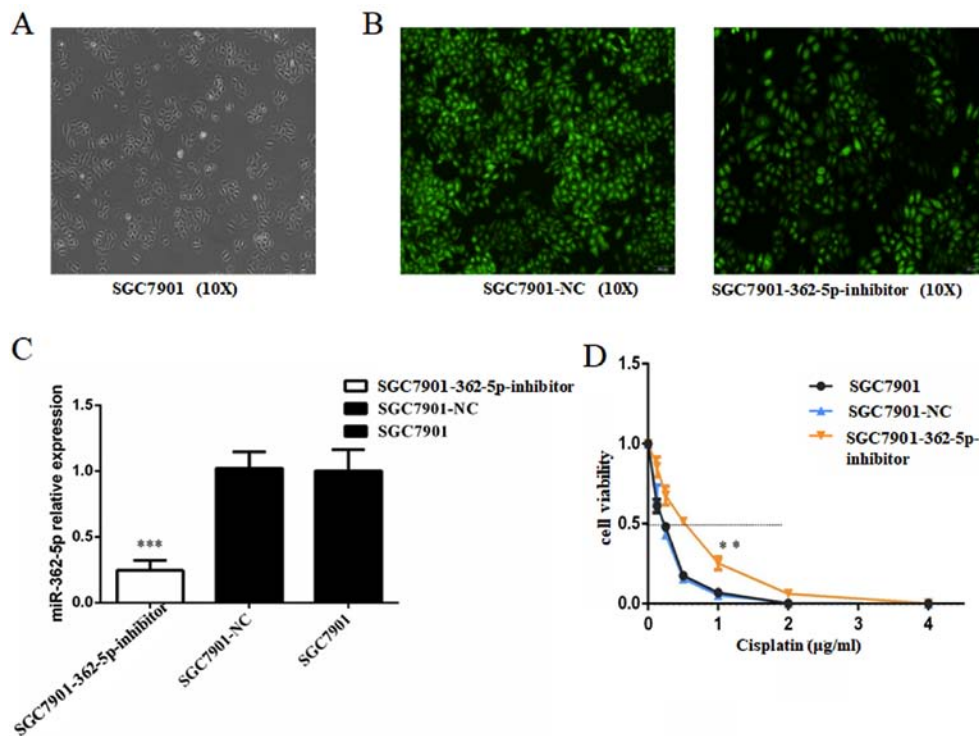 A
B
SGC7901 (10X)
SGC7901-NC (10X)
SGC7901-362-5p-inhibitor (10X)
C
miR-362-5p relative expression
1.5
1.0
0.5
0.0
***
SGC7901-362-5p-inhibitor
SGC7901-NC
SGC7901
SGC7901-362-5p-inhibitor
SGC7901-NC
SGC7901
D
cell viability
1.5
1.0
0.5
0.0
**
0
1
2
3
4
Cisplatin (μg/ml)
SGC7901
SGC7901-NC
SGC7901-362-5p-
inhibitor